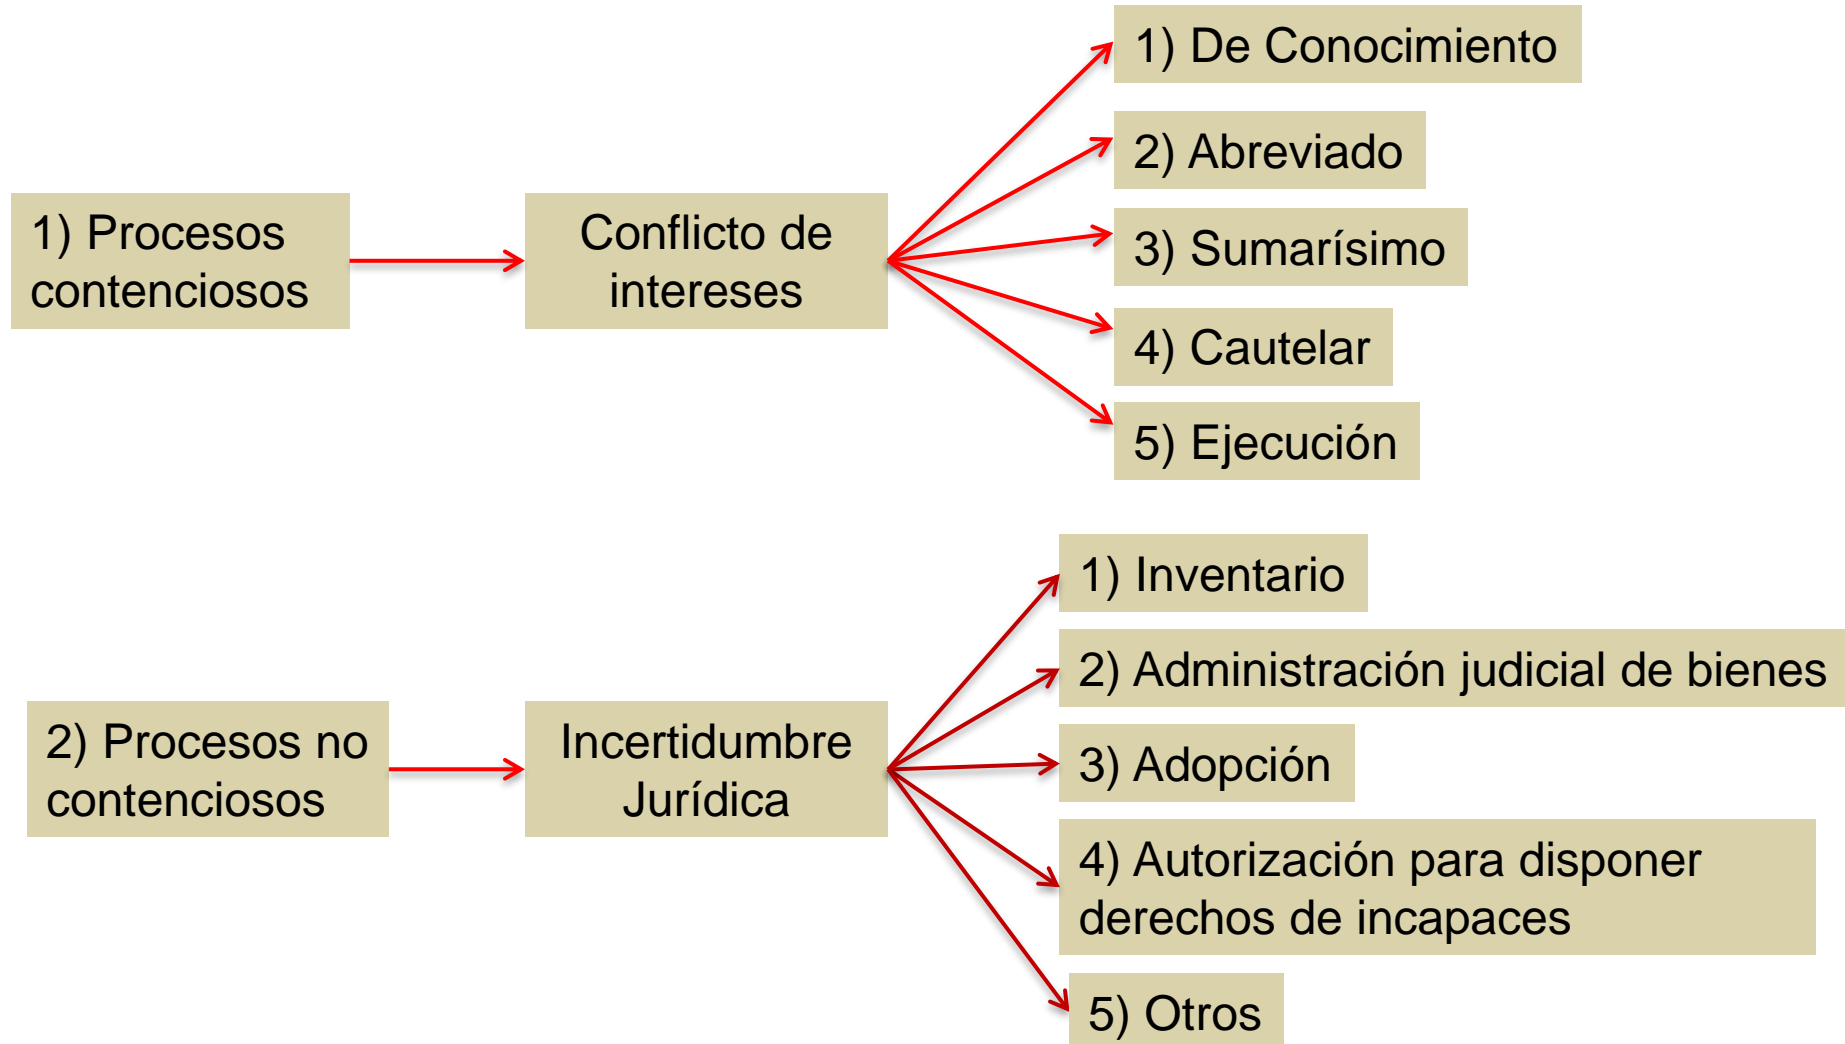 1) Procesos
contenciosos
Conflicto de
intereses
1) De Conocimiento
2) Abreviado
3) Sumarísimo
4) Cautelar
5) Ejecución
2) Procesos no
contenciosos
Incertidumbre
Jurídica
1) Inventario
2) Administración judicial de bienes
3) Adopción
4) Autorización para disponer
derechos de incapaces
5) Otros